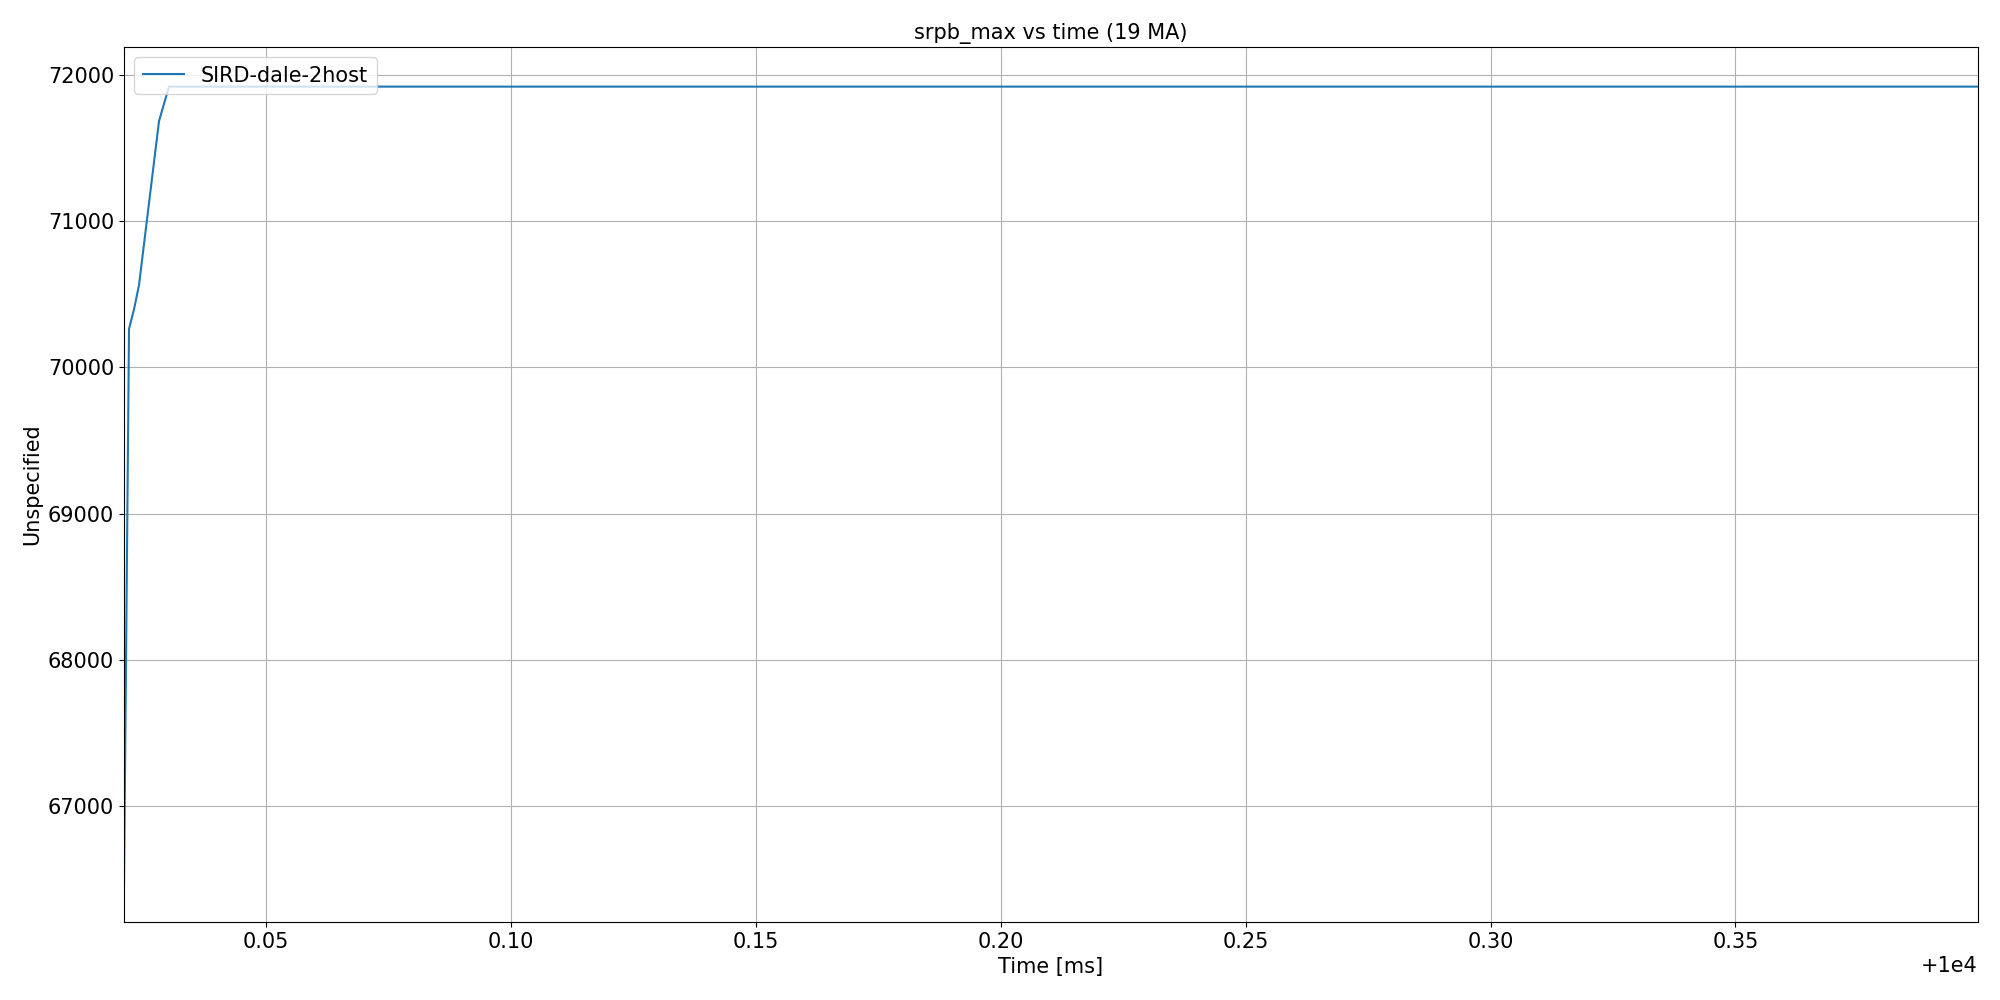 srpb_max vs time (19 MA)
SIRD-dale-2host
72000
71000
70000
69000
68000
67000
Unspecified
0.05 0.10 0.15 0.20 0.25 0.30 0.35
Time [ms]
+1e4